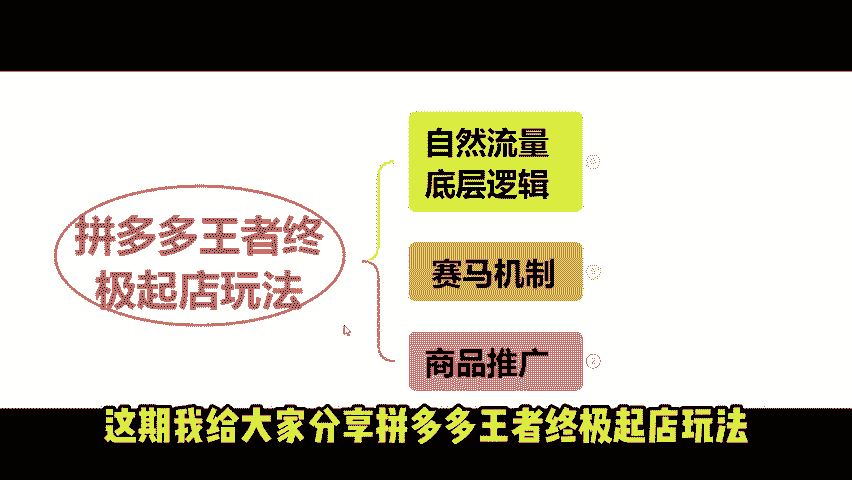 拼多多王者终
极起店玩法
自然流量
底层逻辑
赛马机制
商品推广
2
这期我给大家分享拼多多王者终极起店玩法